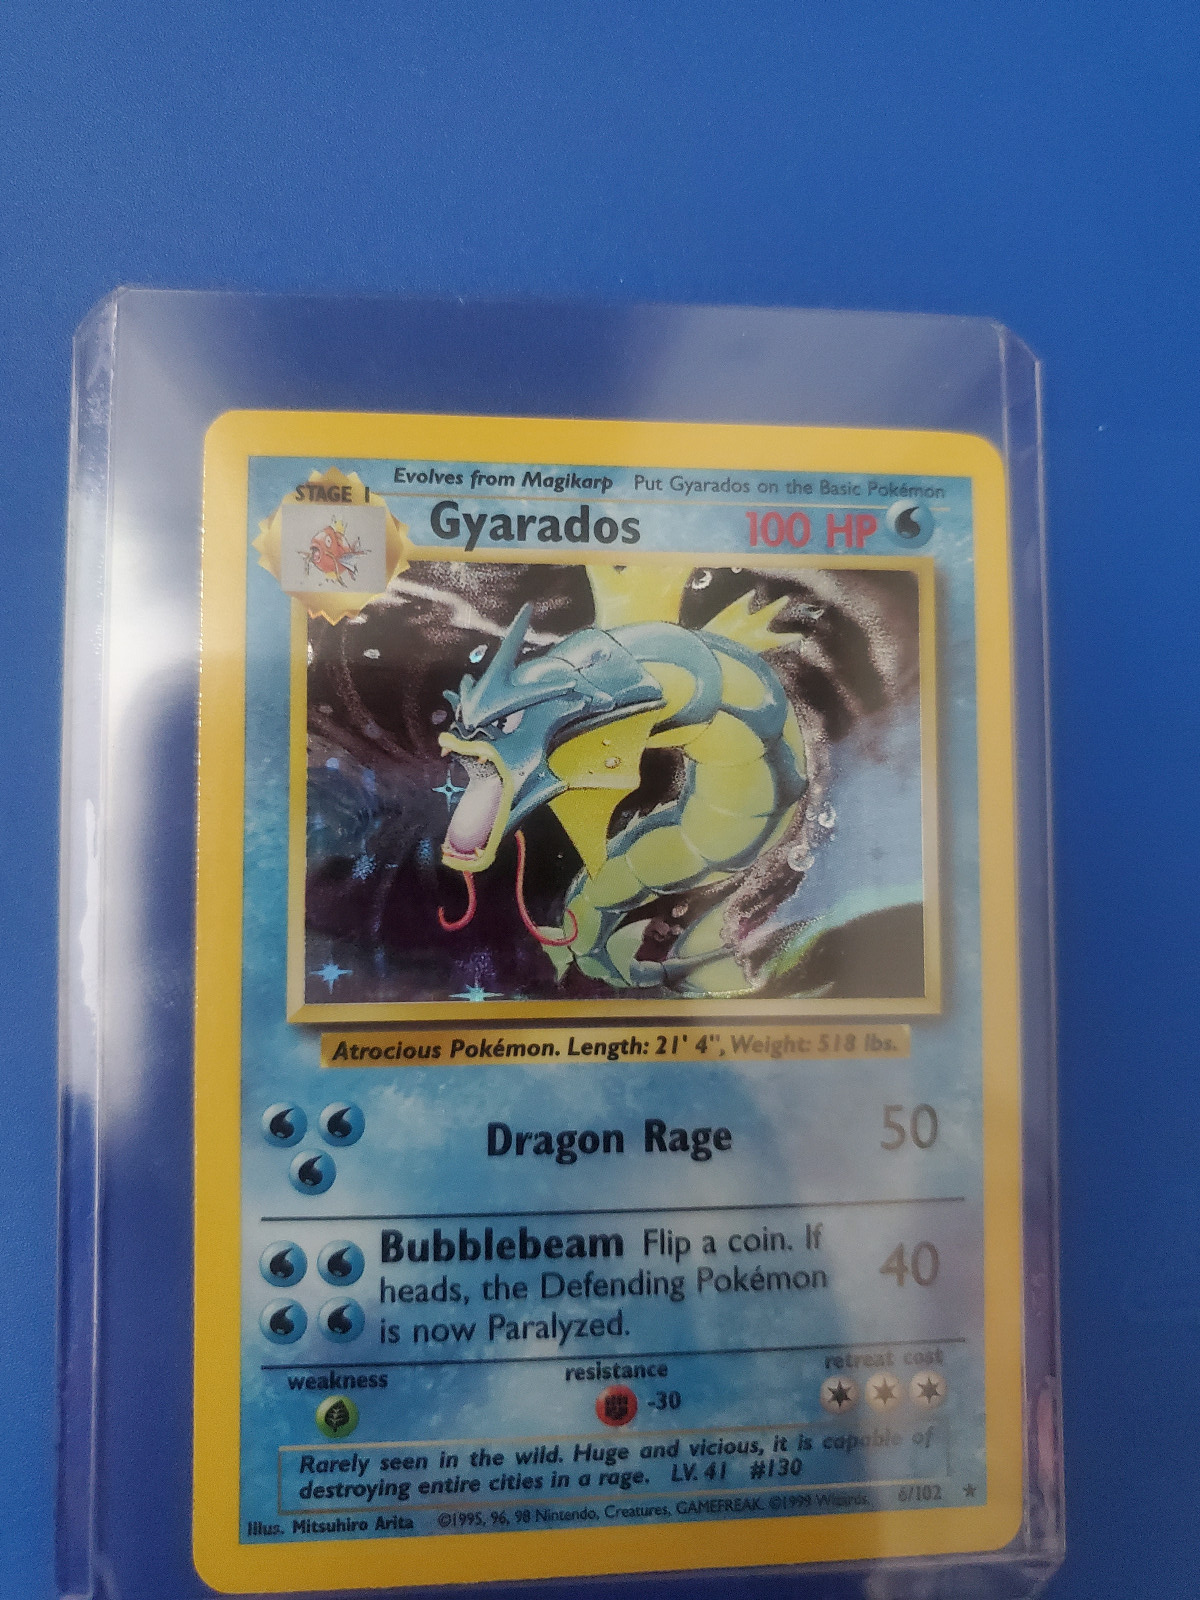 Evolves from Magikarp Put Gyarados on the Basic Pokémon
STAGE 1
Gyarados 100 HP
Atrocious Pokémon. Length: 21' 4", Weight: 518 lbs.
Dragon Rage 50
Bubblebeam Flip a coin. If
heads, the Defending Pokémon
is now Paralyzed.
40
weakness resistance retreat cost
-30
Rarely seen in the wild. Huge and vicious, it is capable of
destroying entire cities in a rage. LV. 41 #130
Illus. Mitsuhiro Arita ©1995, 96, 98 Nintendo, Creatures, GAMEFREAK. ©1999 Wizards. 6/102 ★